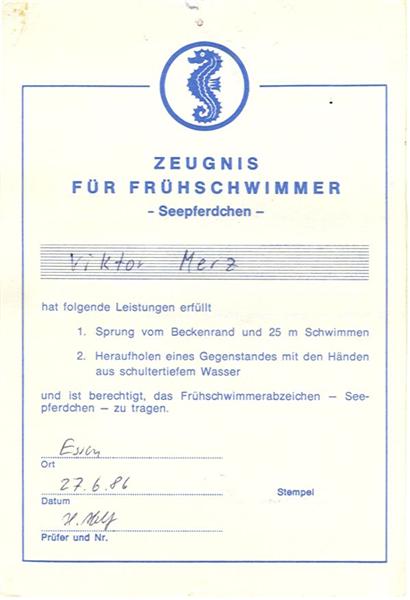 ZEUGNIS
FÜR FRÜHSCHWIMMER
- Seepferdchen -
Viktor Merz
hat folgende Leistungen erfüllt
1. Sprung vom Beckenrand und 25 m Schwimmen
2. Heraufholen eines Gegenstandes mit den Händen
aus schultertiefem Wasser
und ist berechtigt, das Frühschwimmerabzeichen — See-
pferdchen — zu tragen.
Essen
Ort
27.6.86
Datum
Stempel
Prüfer und Nr.